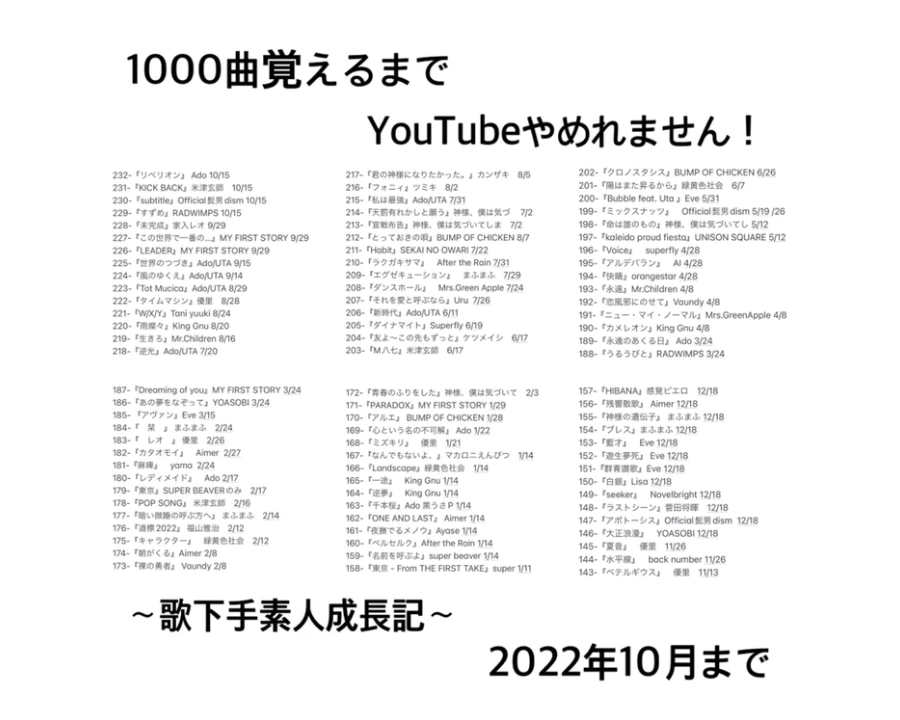 1000曲覚えるまで
YouTubeやめれません！
232-『リベリオン』 Ado 10/15
231-『KICK BACK』米津玄師 10/15
230-『subtitle』Official髭男dism 10/15
229-『すずめ』RADWIMPS 10/15
228-『未完成』家入レオ 9/29
227-『この世界で一番の...』MY FIRST STORY 9/29
226-『LEADER』MY FIRST STORY 9/29
225-『世界のつづき』Ado/UTA 9/15
224-『風のゆくえ』Ado/UTA 9/14
223-『Tot Mucica』Ado/UTA 8/29
222-『タイムマシン』優里 8/28
221-『W/X/Y』Tani yuuki 8/24
220-『雨燦々』King Gnu 8/20
219-『生きろ』Mr.Children 8/16
218-『逆光』Ado/UTA 7/20
217-『君の神様になりたかった。』カンザキ 8/5
216-『フォニィ』ツミキ 8/2
215-『私は最強』Ado/UTA 7/31
214-『天罰有れかしと願う』神様、僕は気づ 7/2
213-『宣戦布告』神様、僕は気づいてしま 7/2
212-『とっておきの唄』BUMP OF CHICKEN 8/7
211-『Habit』SEKAI NO OWARI 7/22
210-『ラクガキサマ』 After the Rain 7/31
209-『エグゼキューション』 まふまふ 7/29
208-『ダンスホール』 Mrs.Green Apple 7/24
207-『それを愛と呼ぶなら』Uru 7/26
206-『新時代』Ado/UTA 6/11
205-『ダイナマイト』Superfly 6/19
204-『友よ～この先もずっと』ケツメイシ 6/17
203-『M八七』米津玄師 6/17
202-『クロノスタシス』BUMP OF CHICKEN 6/26
201-『陽はまた昇るから』緑黄色社会 6/7
200-『Bubble feat. Uta 』Eve 5/31
199-『ミックスナッツ』 Official髭男dism 5/19 /26
198-『命は誰のもの』神様、僕は気づいてし 5/12
197-『kaleido proud fiesta』UNISON SQUARE 5/12
196-『Voice』 superfly 4/28
195-『アルデバラン』 AI 4/28
194-『快晴』orangestar 4/28
193-『永遠』Mr.Children 4/8
192-『恋風邪にのせて』Vaundy 4/8
191-『ニュー・マイ・ノーマル』Mrs.GreenApple 4/8
190-『カメレオン』King Gnu 4/8
189-『永遠のあくる日』 Ado 3/24
188-『うるうびと』RADWIMPS 3/24
187-『Dreaming of you』MY FIRST STORY 3/24
186-『あの夢をなぞって』YOASOBI 3/24
185-『アヴァン』Eve 3/15
184-『 栞 』 まふまふ 2/24
183-『 レオ 』 優里 2/26
182-『カタオモイ』 Aimer 2/27
181-『麻痺』 yama 2/24
180-『レディメイド』 Ado 2/17
179-『東京』SUPER BEAVERのみ 2/17
178-『POP SONG』 米津玄師 2/16
177-『暗い微睡の呼ぶ方へ』 まふまふ 2/14
176-『道標2022』 福山雅治 2/12
175-『キャラクター』 緑黄色社会 2/12
174-『朝がくる』Aimer 2/8
173-『裸の勇者』 Vaundy 2/8
172-『青春のふりをした』神様、僕は気づいて 2/3
171-『PARADOX』MY FIRST STORY 1/29
170-『アルエ』 BUMP OF CHICKEN 1/28
169-『心という名の不可解』 Ado 1/22
168-『ミズキリ』 優里 1/21
167-『なんでもないよ、』マカロニえんぴつ 1/14
166-『Landscape』緑黄色社会 1/14
165-『一途』 King Gnu 1/14
164-『逆夢』 King Gnu 1/14
163-『千本桜』Ado 黒うさP 1/14
162-『ONE AND LAST』 Aimer 1/14
161-『夜撫でるメノウ』Ayase 1/14
160-『ベルセルク』After the Rain 1/14
159-『名前を呼ぶよ』super beaver 1/14
158-『東京 - From THE FIRST TAKE』super 1/11
157-『HIBANA』感覚ピエロ 12/18
156-『残響散歌』 Aimer 12/18
155-『神様の遺伝子』 まふまふ 12/18
154-『ブレス』まふまふ 12/18
153-『藍才』 Eve 12/18
152-『遊生夢死』 Eve 12/18
151-『群青讃歌』Eve 12/18
150-『白銀』Lisa 12/18
149-『seeker』 Novelbright 12/18
148-『ラストシーン』 菅田将暉 12/18
147-『アポトーシス』Official髭男dism 12/18
146-『大正浪漫』 YOASOBI 12/18
145-『夏音』 優里 11/26
144-『水平線』 back number 11/26
143-『ベテルギウス』 優里 11/13
～歌下手素人成長記～
2022年10月まで